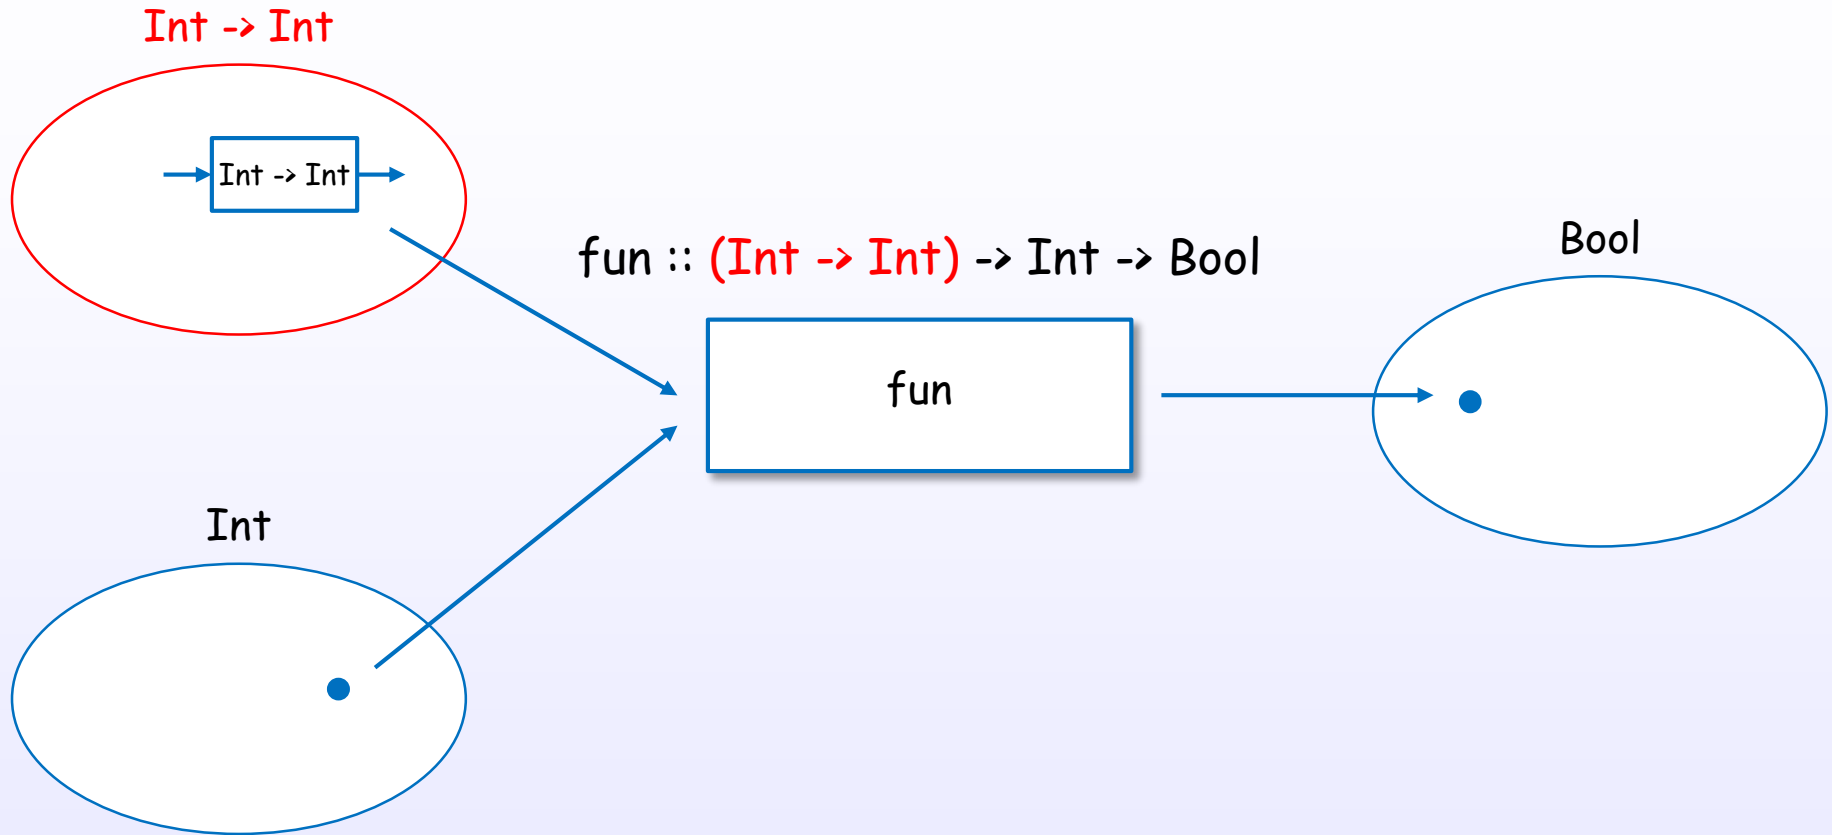 Int -> Int
Int -> Int
fun :: (Int -> Int) -> Int -> Bool
Bool
fun
Int